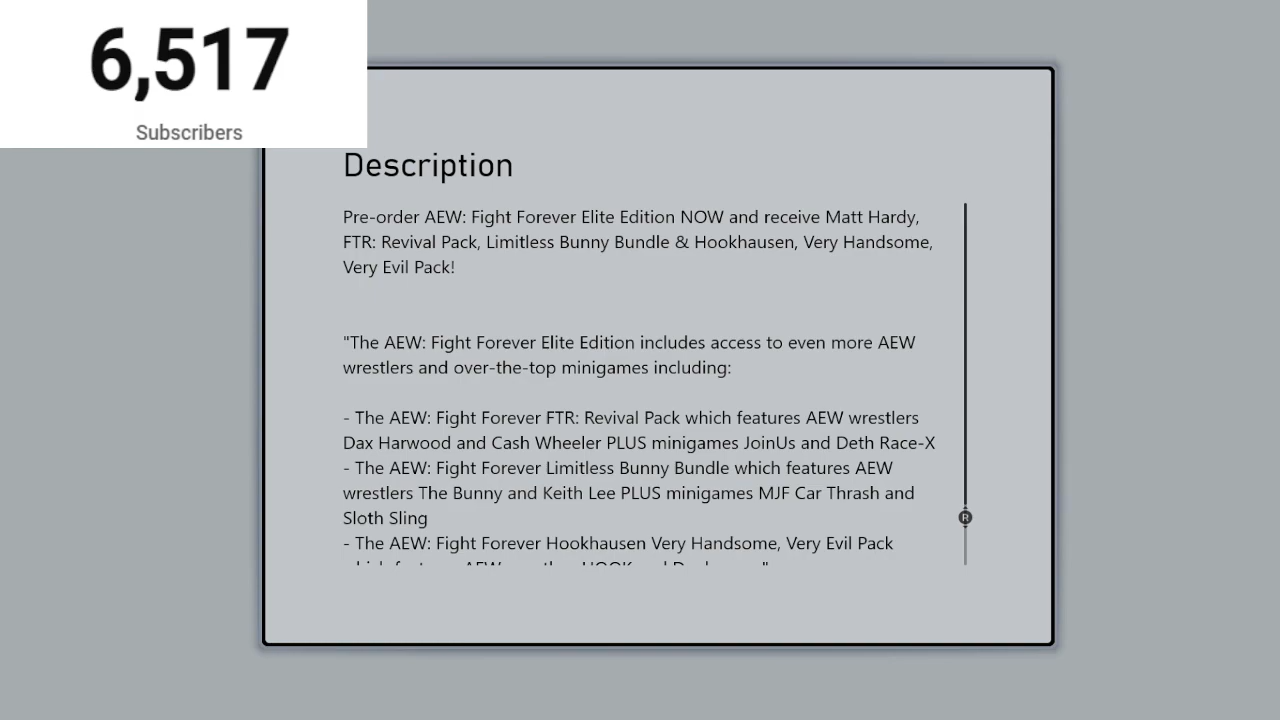 6,517
Subscribers
Description
Pre-order AEW: Fight Forever Elite Edition NOW and receive Matt Hardy,
FTR: Revival Pack, Limitless Bunny Bundle & Hookhausen, Very Handsome,
Very Evil Pack!
"The AEW: Fight Forever Elite Edition includes access to even more AEW
wrestlers and over-the-top minigames including:
- The AEW: Fight Forever FTR: Revival Pack which features AEW wrestlers
Dax Harwood and Cash Wheeler PLUS minigames JoinUs and Deth Race-X
- The AEW: Fight Forever Limitless Bunny Bundle which features AEW
wrestlers The Bunny and Keith Lee PLUS minigames MJF Car Thrash and
Sloth Sling
R
- The AEW: Fight Forever Hookhausen Very Handsome, Very Evil Pack